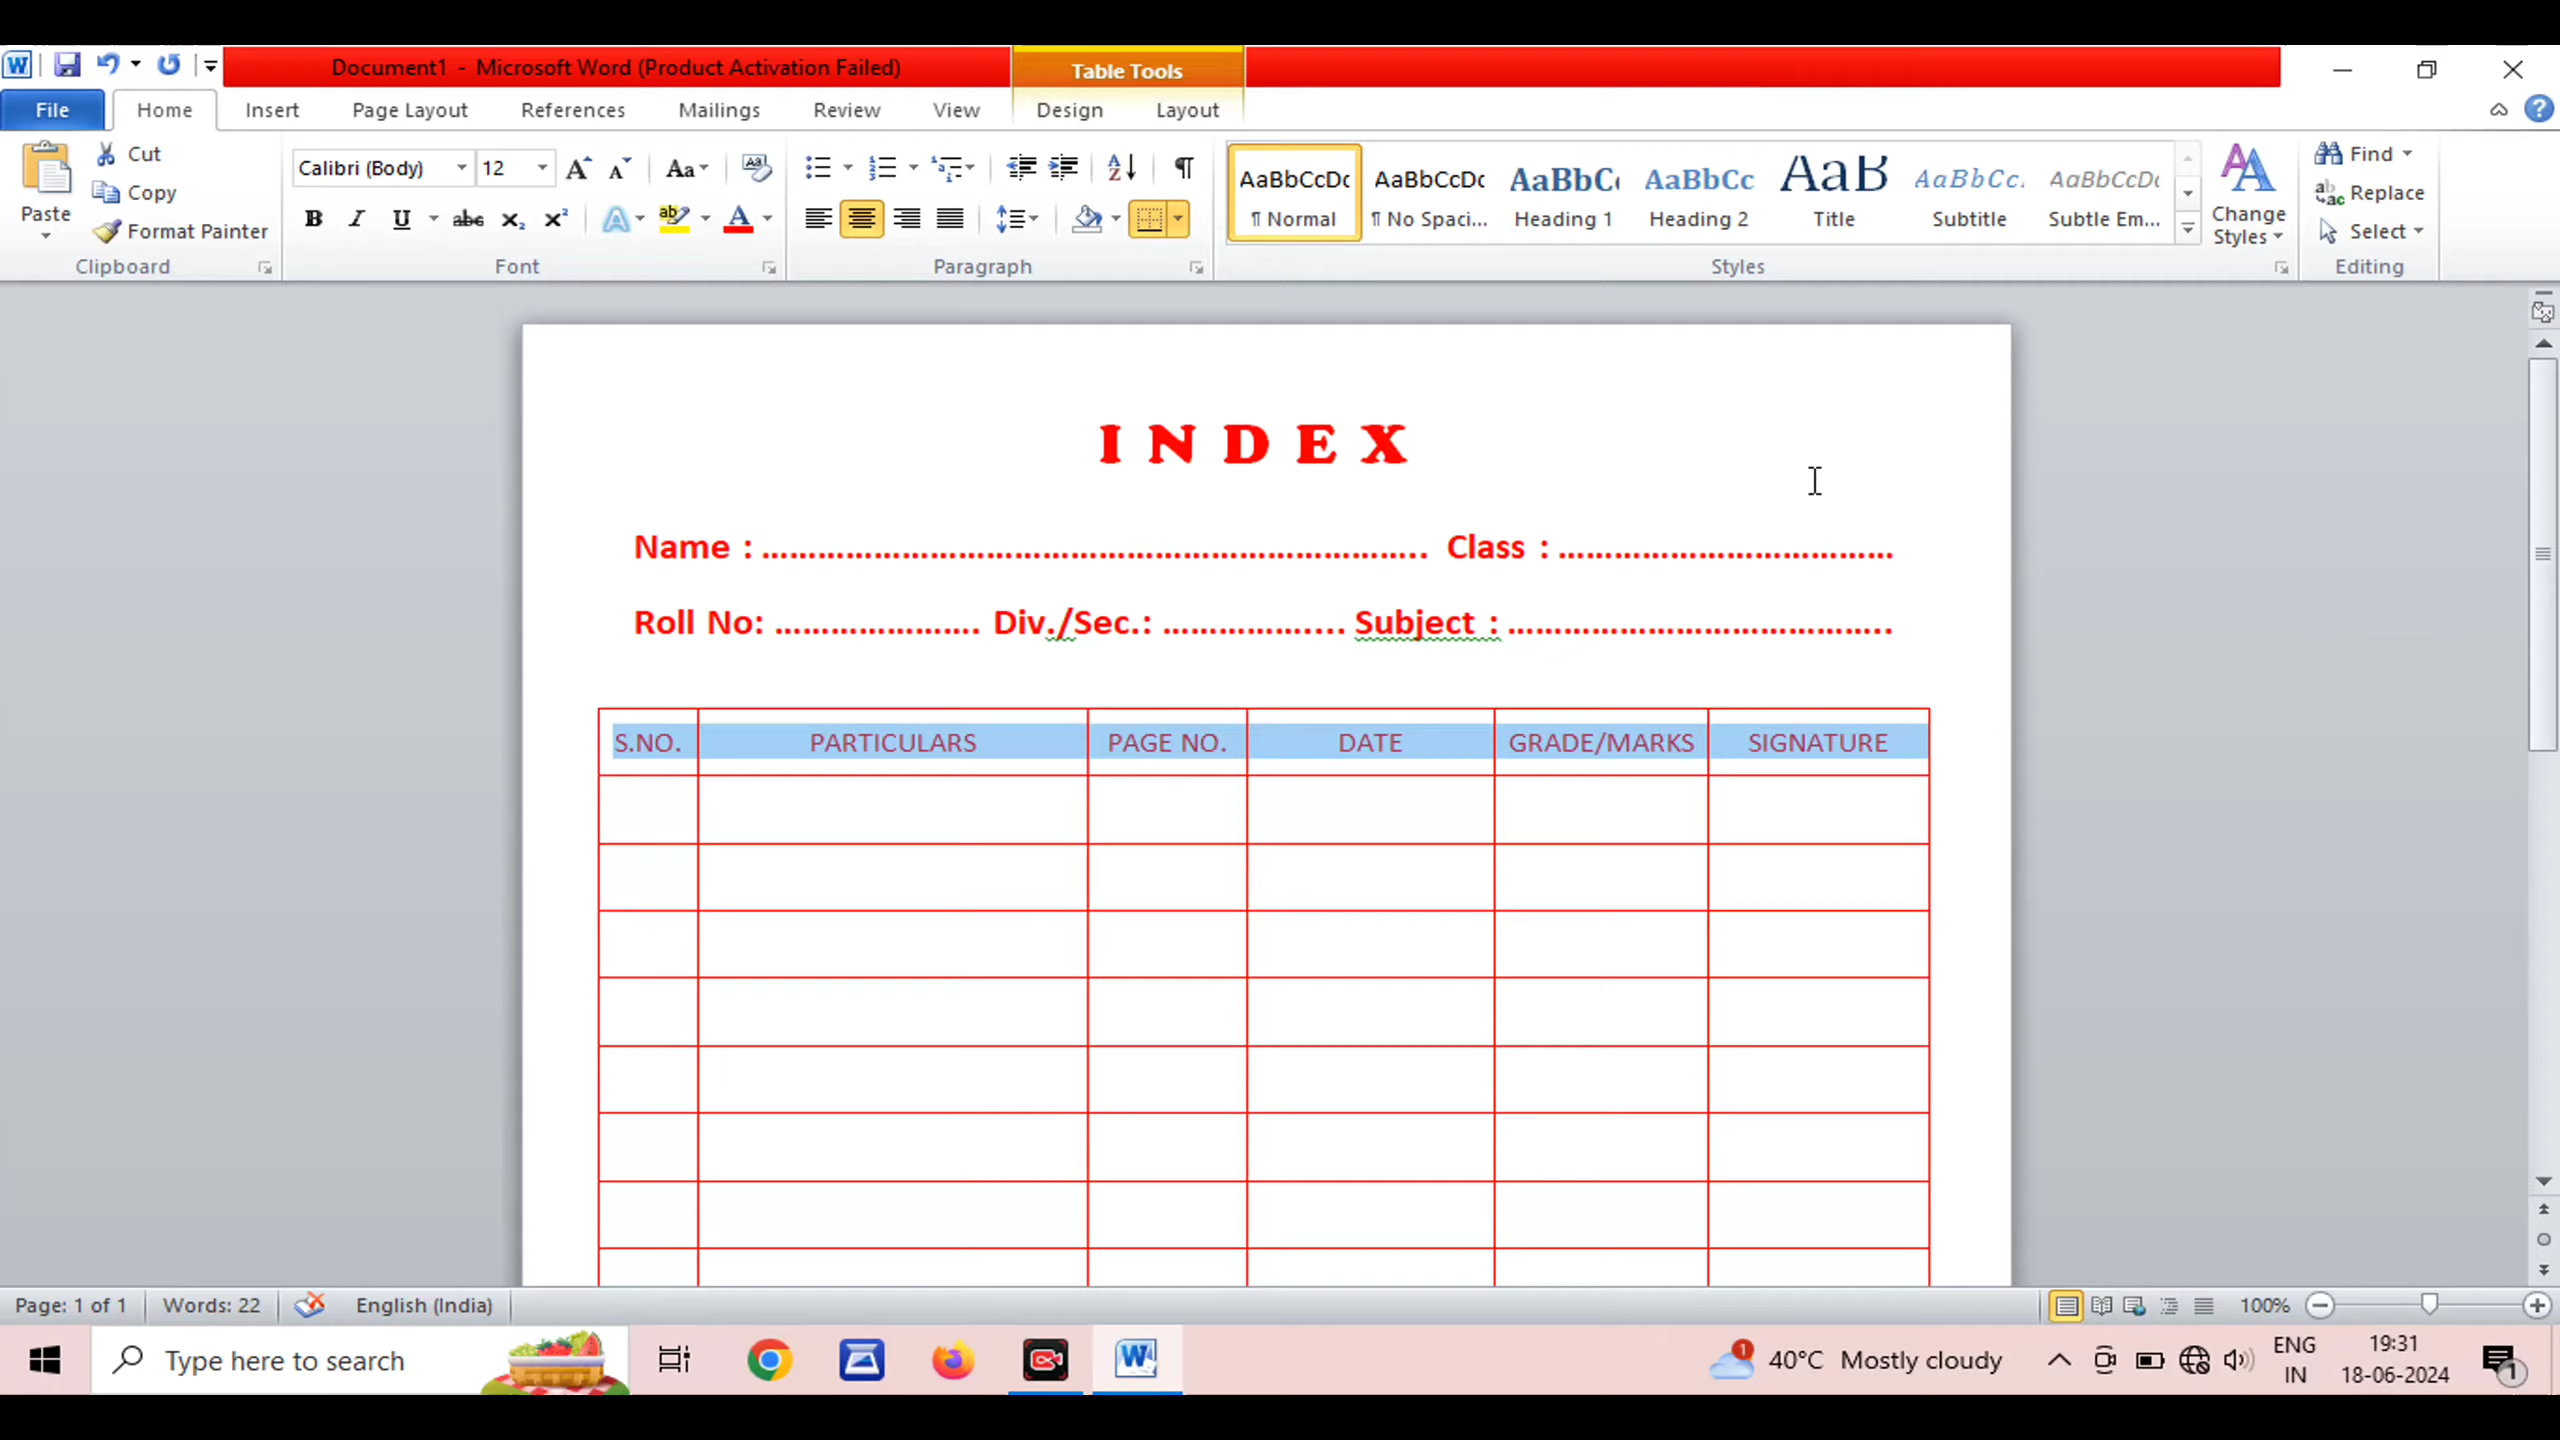 Document1 - Microsoft Word (Product Activation Failed)
Table Tools
File Home Insert Page Layout References Mailings Review View Design Layout
Paste
Cut
Copy
Format Painter
Clipboard
Calibri (Body) 12
Font
Paragraph
AaBbCcDc AaBbCcDc AaBbC AaBbCc AaB AaBbCc. AaBbCcDc
¶ Normal ¶ No Spaci... Heading 1 Heading 2 Title Subtitle Subtle Em...
Styles
Change Styles
Find
Replace
Select
Editing
I N D E X
Name : ........................................................................ Class : ....................................
Roll No: ...................... Div./Sec.: .................... Subject : .........................................
S.NO. PARTICULARS PAGE NO. DATE GRADE/MARKS SIGNATURE
Page: 1 of 1 Words: 22 English (India) 100%
Type here to search
1 40°C Mostly cloudy
ENG
IN
19:31
18-06-2024
1